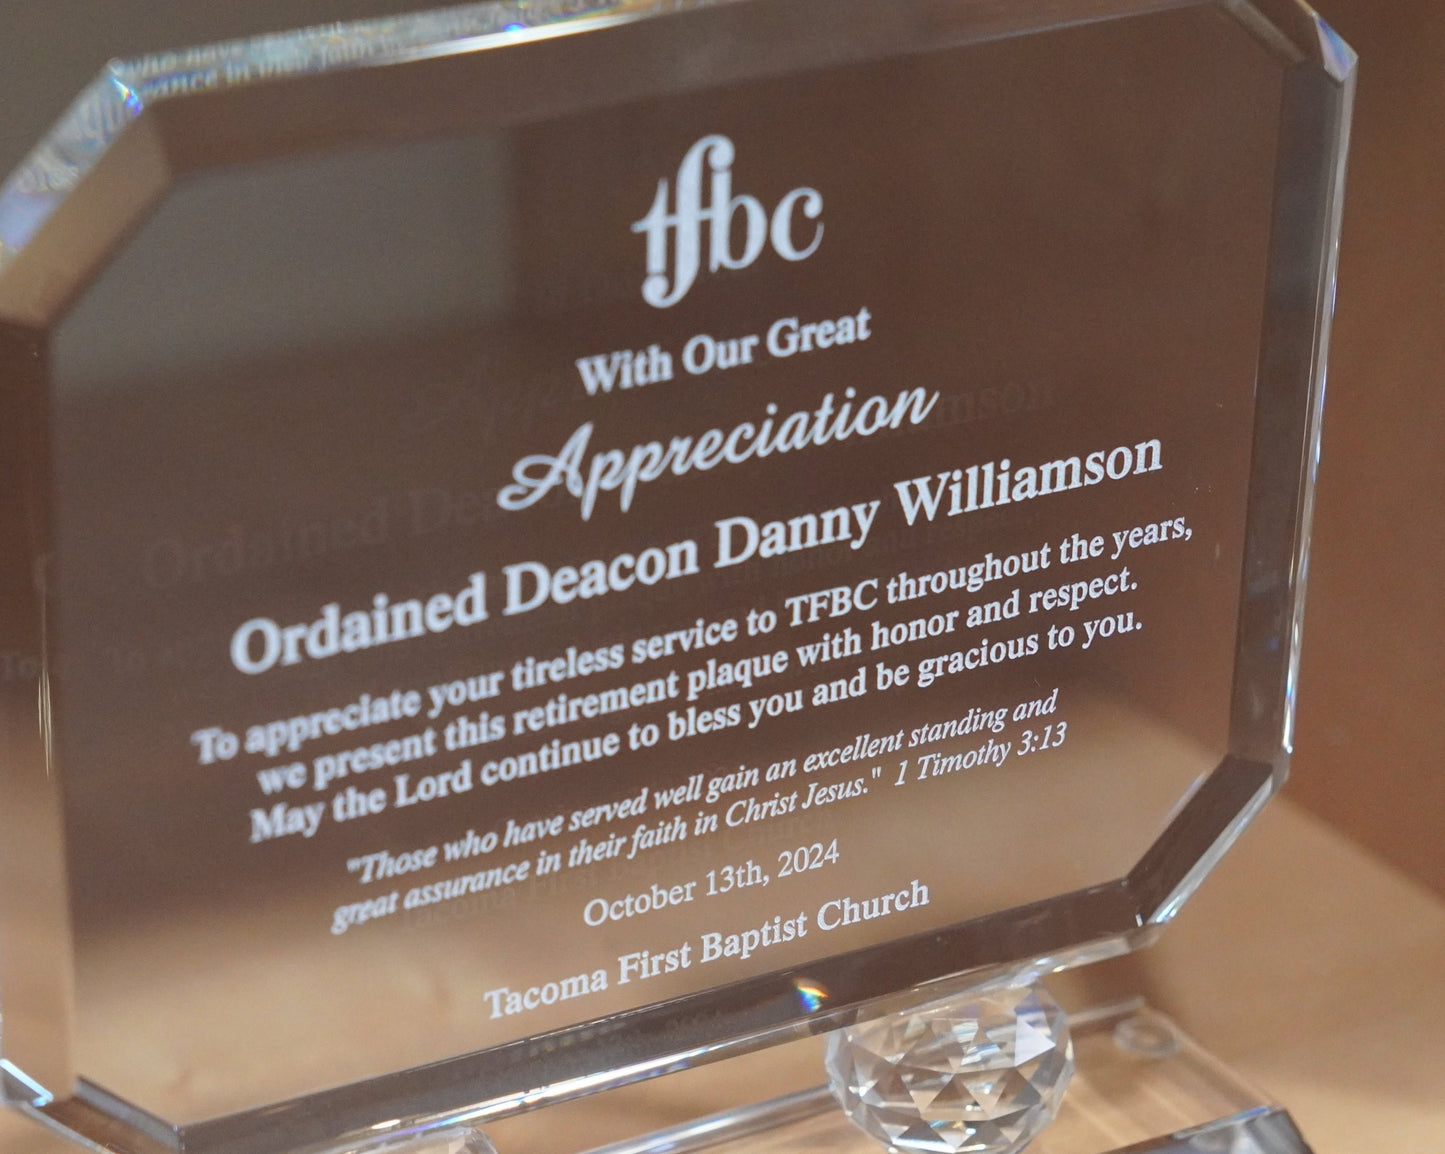 tfbc
With Our Great
Appreciation
Ordained Deacon Danny Williamson
To appreciate your tireless service to TFBC throughout the years,
we present this retirement plaque with honor and respect.
May the Lord continue to bless you and be gracious to you.
"Those who have served well gain an excellent standing and
great assurance in their faith in Christ Jesus." 1 Timothy 3:13
October 13th, 2024
Tacoma First Baptist Church